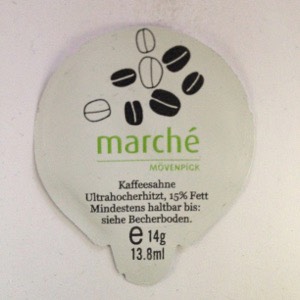 marché
MÖVENPICK
Kaffeesahne
Ultrahocherhitzt, 15% Fett
Mindestens haltbar bis:
siehe Becherboden.
e 14g
13.8ml